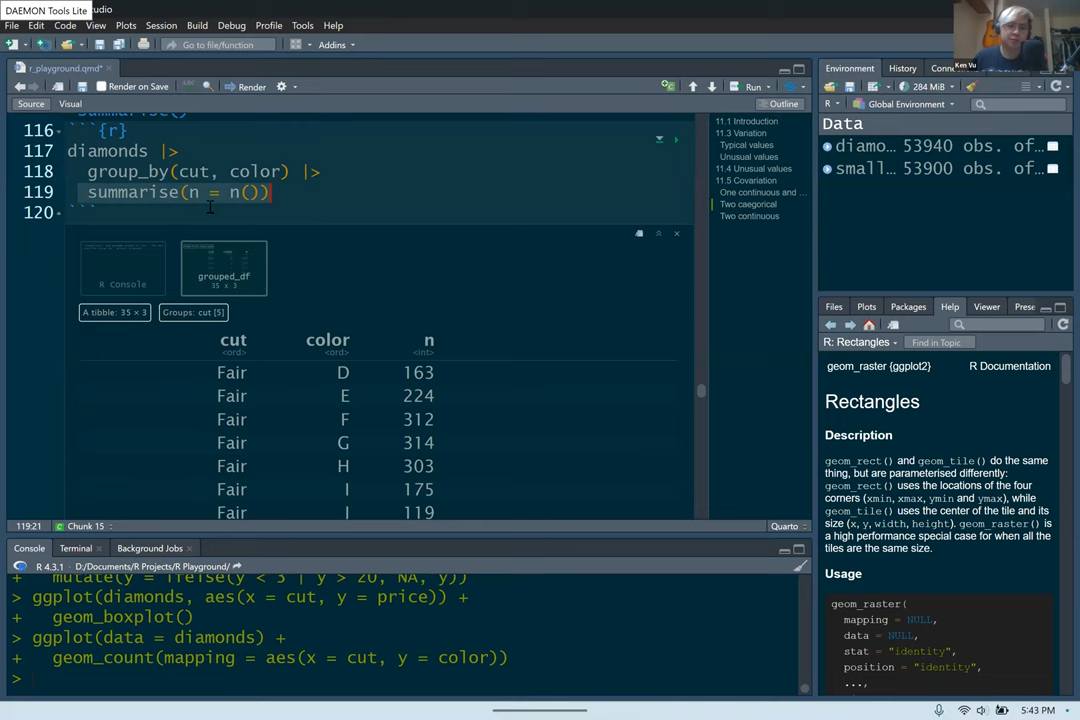 DAEMON Tools Lite
studio
File Edit Code View Plots Session Build Debug Profile Tools Help
Go to file/function
Addins
Ken Vu
r_playground.qmd*
Render on Save
ABC
Render
Run
Source Visual
Outline
summarise()
116 ```{r}
117 diamonds |>
118 group_by(cut, color) |>
119 summarise(n = n())
120 ```
R Console
grouped_df
35 x 3
A tibble: 35 × 3 Groups: cut [5]
cut color n
<ord> <ord> <int>
Fair D 163
Fair E 224
Fair F 312
Fair G 314
Fair H 303
Fair I 175
Fair J 119
11.1 Introduction
11.3 Variation
Typical values
Unusual values
11.4 Unusual values
11.5 Covariation
One continuous and ...
Two caegorical
Two continuous
119:21 Chunk 15
Quarto
Console Terminal Background Jobs
R 4.3.1 · D:/Documents/R Projects/R Playground/
+ mutate(y = ifelse(y < 3 | y > 20, NA, y))
> ggplot(diamonds, aes(x = cut, y = price)) +
+ geom_boxplot()
> ggplot(data = diamonds) +
+ geom_count(mapping = aes(x = cut, y = color))
>
Environment History Conn
284 MiB
R Global Environment
Data
diamo… 53940 obs. of…
small… 53900 obs. of…
Files Plots Packages Help Viewer Prese
R: Rectangles Find in Topic
geom_raster {ggplot2} R Documentation
Rectangles
Description
geom_rect() and geom_tile() do the same
thing, but are parameterised differently:
geom_rect() uses the locations of the four
corners (xmin, xmax, ymin and ymax), while
geom_tile() uses the center of the tile and its
size (x, y, width, height). geom_raster() is
a high performance special case for when all the
tiles are the same size.
Usage
geom_raster(
mapping = NULL,
data = NULL,
stat = "identity",
position = "identity",
...,
5:43 PM